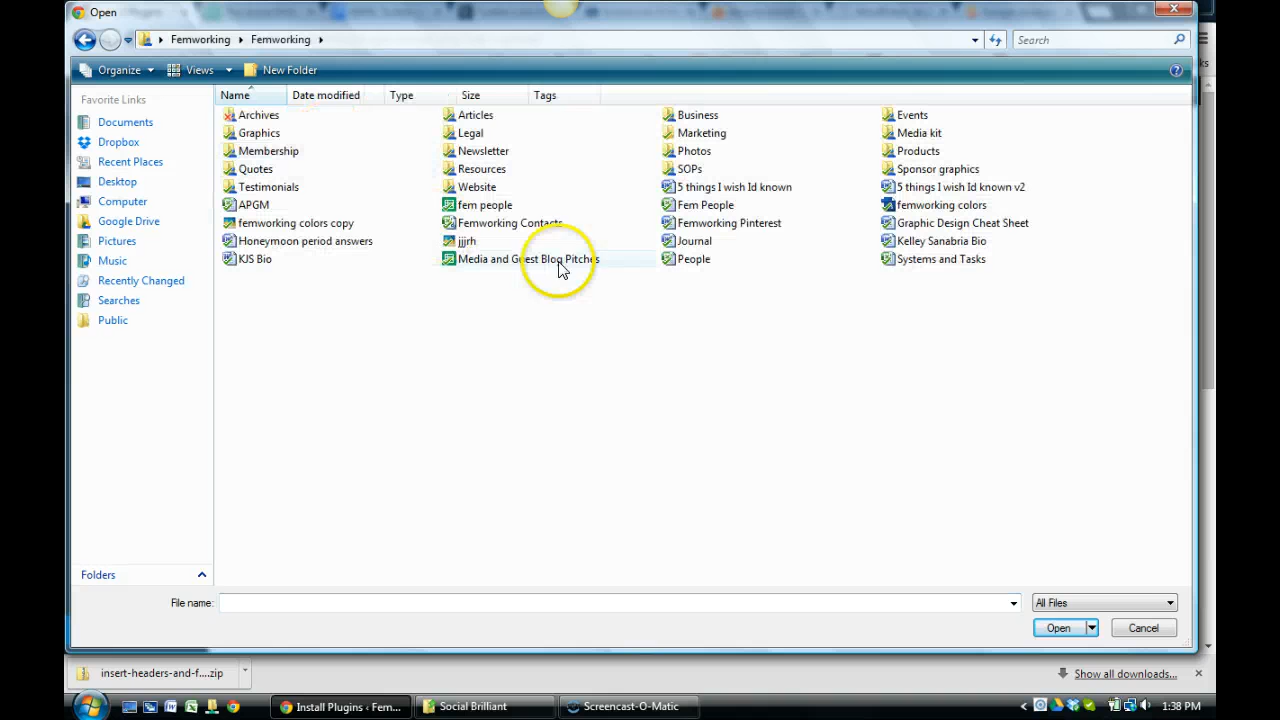 Open
Femworking Femworking
Search
Organize Views New Folder
Favorite Links
Documents
Dropbox
Recent Places
Desktop
Computer
Google Drive
Pictures
Music
Recently Changed
Searches
Public
Folders
Name Date modified Type Size Tags
Archives Articles Business Events
Graphics Legal Marketing Media kit
Membership Newsletter Photos Products
Quotes Resources SOPs Sponsor graphics
Testimonials Website 5 things I wish Id known 5 things I wish Id known v2
APGM fem people Fem People femworking colors
femworking colors copy Femworking Contacts Femworking Pinterest Graphic Design Cheat Sheet
Honeymoon period answers jjjrh Journal Kelley Sanabria Bio
KJS Bio Media and Guest Blog Pitches People Systems and Tasks
File name: All Files
Open Cancel
insert-headers-and-f....zip Show all downloads...
Install Plugins ‹ Fem... Social Brilliant Screencast-O-Matic 1:38 PM